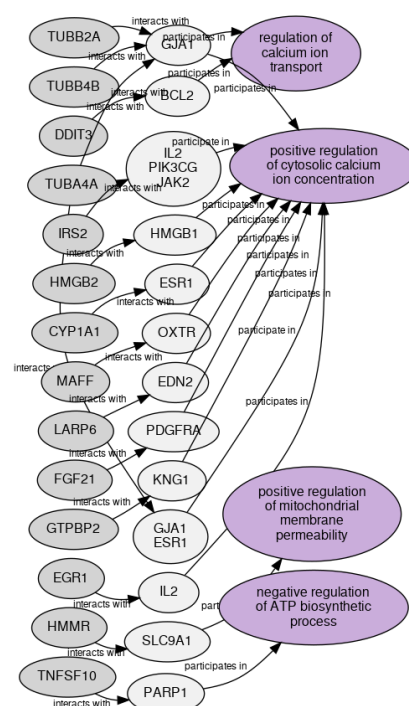 TUBB2A
interacts with
GJA1
participates in
regulation of
calcium ion
transport
TUBB4B
interacts with
BCL2
participates in
participates in
DDIT3
interacts with
IL2
PIK3CG
JAK2
participate in
positive regulation
of cytosolic calcium
ion concentration
TUBA4A
interacts with
IRS2
HMGB1
participates in
HMGB2
ESR1
participates in
interacts with
CYP1A1
OXTR
participates in
interacts
interacts with
MAFF
EDN2
participates in
interacts with
participates in
LARP6
PDGFRA
participate in
interacts with
FGF21
KNG1
participates in
interacts with
GTPBP2
GJA1
ESR1
positive regulation
of mitochondrial
membrane
permeability
EGR1
IL2
interacts with
HMMR
SLC9A1
interacts with
negative regulation
of ATP biosynthetic
process
TNFSF10
participates in
PARP1
interacts with